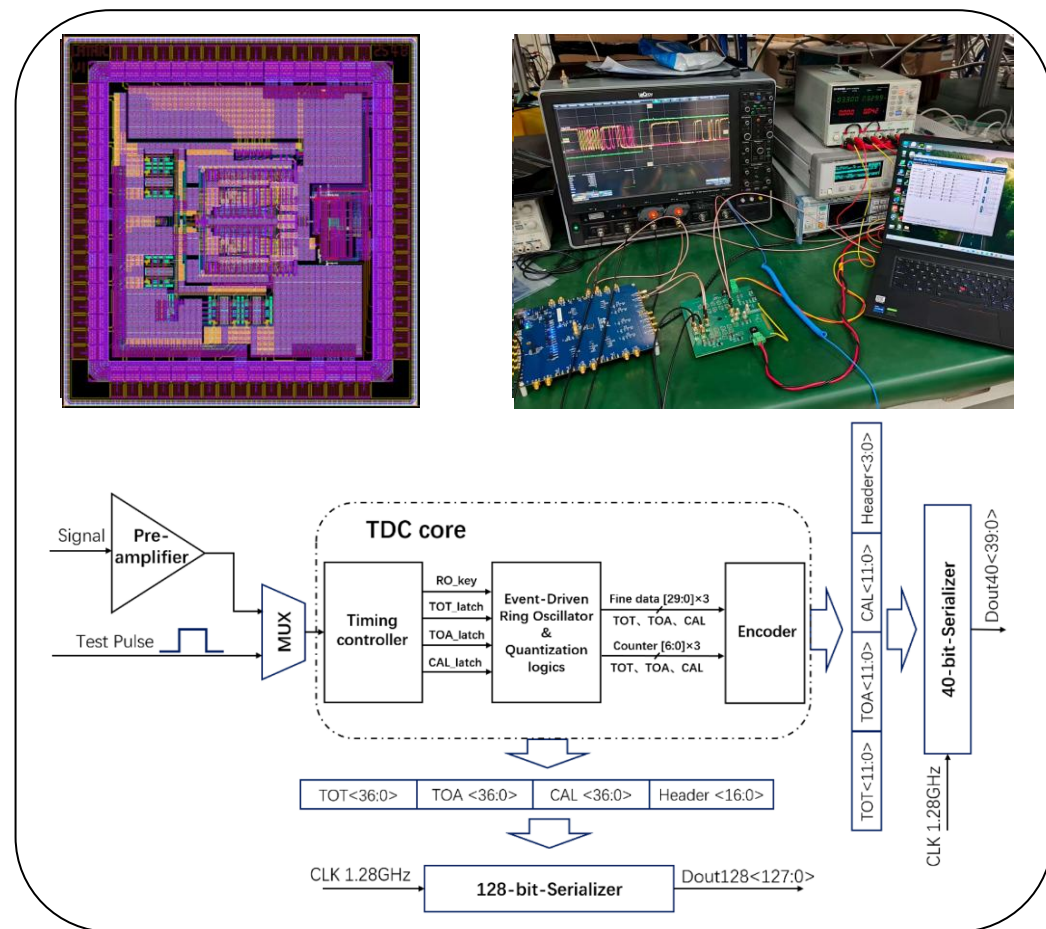 Signal
Pre-
amplifier
Test Pulse
MUX
TDC core
Timing
controller
RO_key
TOT_latch
TOA_latch
CAL_latch
Event-Driven
Ring Oscillator
&
Quantization
logics
Fine data [29:0]×3
TOT、TOA、CAL
Counter [6:0]×3
TOT、TOA、CAL
Encoder
Header<3:0>
CAL<11:0>
TOA<11:0>
TOT<11:0>
40-bit-Serializer
Dout40<39:0>
CLK 1.28GHz
TOT<36:0>
TOA <36:0>
CAL <36:0>
Header <16:0>
CLK 1.28GHz
128-bit-Serializer
Dout128<127:0>